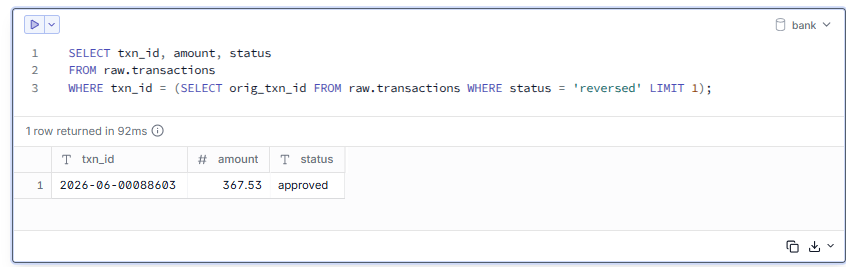 bank
1 SELECT txn_id, amount, status
2 FROM raw.transactions
3 WHERE txn_id = (SELECT orig_txn_id FROM raw.transactions WHERE status = 'reversed' LIMIT 1);
1 row returned in 92ms
T txn_id # amount T status
1 2026-06-00088603 367.53 approved